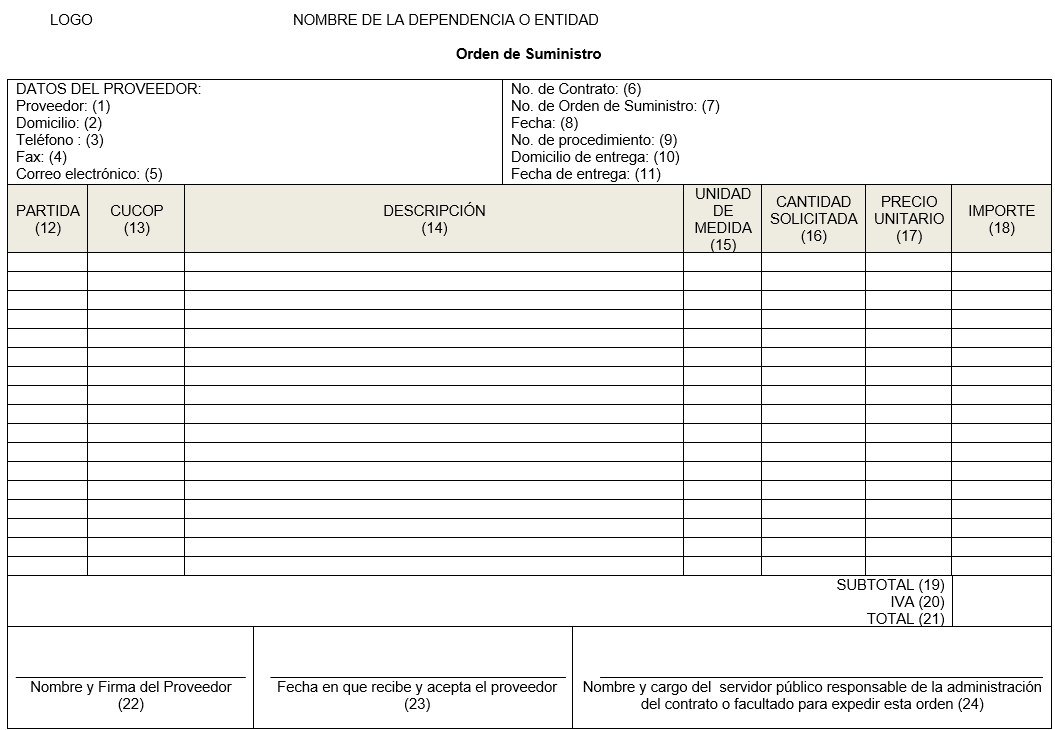 LOGO NOMBRE DE LA DEPENDENCIA O ENTIDAD
Orden de Suministro
DATOS DEL PROVEEDOR:
Proveedor: (1)
Domicilio: (2)
Teléfono : (3)
Fax: (4)
Correo electrónico: (5)
No. de Contrato: (6)
No. de Orden de Suministro: (7)
Fecha: (8)
No. de procedimiento: (9)
Domicilio de entrega: (10)
Fecha de entrega: (11)
PARTIDA
(12)
CUCOP
(13)
DESCRIPCIÓN
(14)
UNIDAD
DE
MEDIDA
(15)
CANTIDAD
SOLICITADA
(16)
PRECIO
UNITARIO
(17)
IMPORTE
(18)
SUBTOTAL (19)
IVA (20)
TOTAL (21)
Nombre y Firma del Proveedor
(22)
Fecha en que recibe y acepta el proveedor
(23)
Nombre y cargo del servidor público responsable de la administración
del contrato o facultado para expedir esta orden (24)